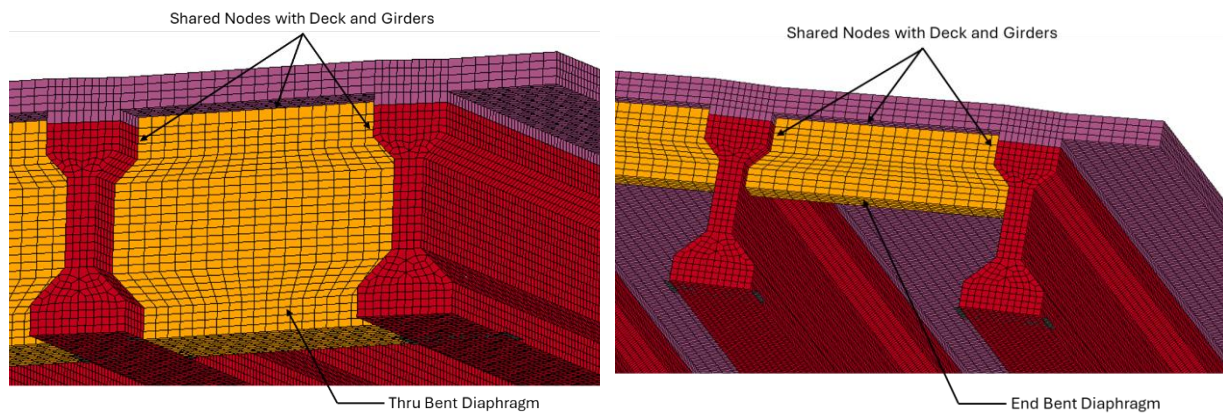 Shared Nodes with Deck and Girders
Thru Bent Diaphragm
Shared Nodes with Deck and Girders
End Bent Diaphragm